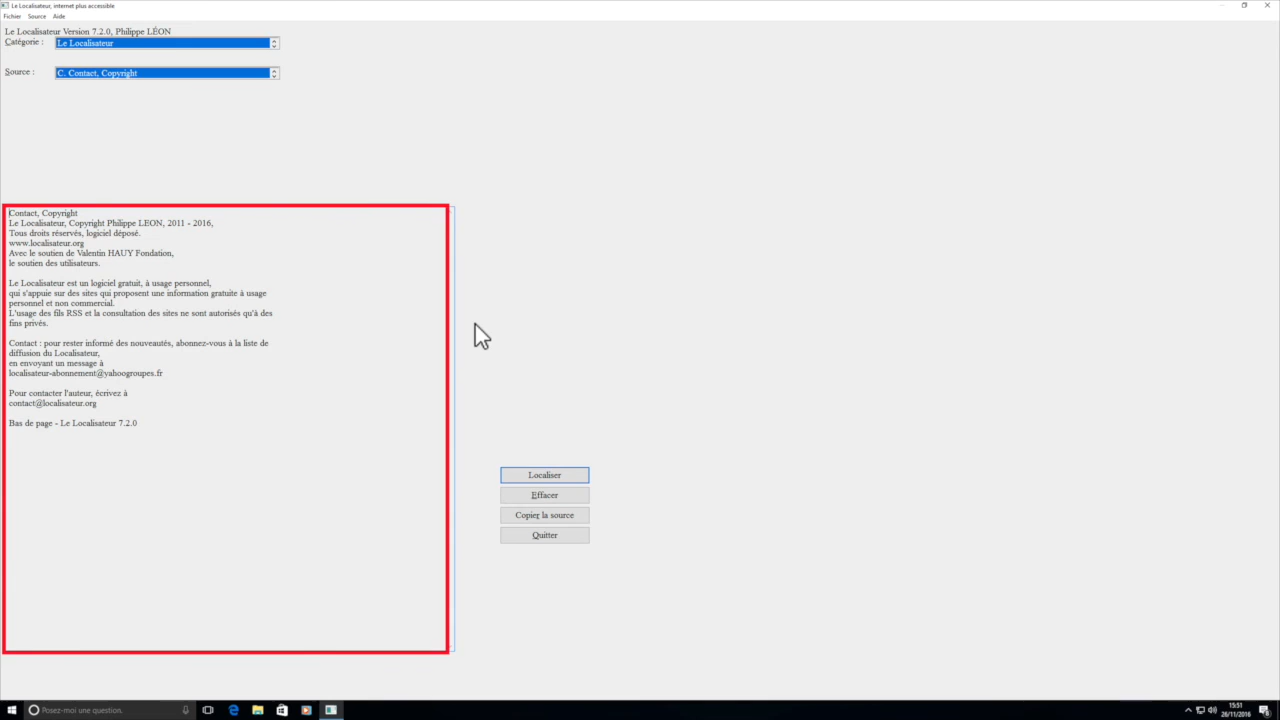 Le Localisateur, internet plus accessible
Fichier Source Aide
Le Localisateur Version 7.2.0, Philippe LÉON
Catégorie : Le Localisateur
Source : C. Contact, Copyright
Contact, Copyright
Le Localisateur, Copyright Philippe LEON, 2011 - 2016,
Tous droits réservés, logiciel déposé.
www.localisateur.org
Avec le soutien de Valentin HAUY Fondation,
le soutien des utilisateurs.
Le Localisateur est un logiciel gratuit, à usage personnel,
qui s'appuie sur des sites qui proposent une information gratuite à usage
personnel et non commercial.
L'usage des fils RSS et la consultation des sites ne sont autorisés qu'à des
fins privés.
Contact : pour rester informé des nouveautés, abonnez-vous à la liste de
diffusion du Localisateur,
en envoyant un message à
localisateur-abonnement@yahoogroupes.fr
Pour contacter l'auteur, écrivez à
contact@localisateur.org
Bas de page - Le Localisateur 7.2.0
Localiser
Effacer
Copier la source
Quitter
Posez-moi une question.
15:51
26/11/2016